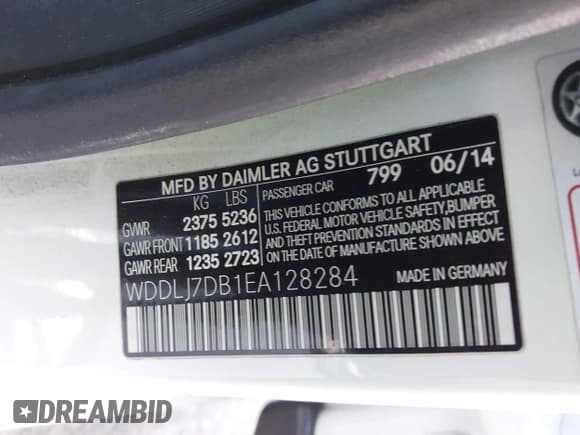 MFD BY DAIMLER AG STUTTGART
KG LBS PASSENGER CAR 799 06/14
GVWR 2375 5236
GAWR FRONT 1185 2612
GAWR REAR 1235 2723
THIS VEHICLE CONFORMS TO ALL APPLICABLE
U.S. FEDERAL MOTOR VEHICLE SAFETY,BUMPER
AND THEFT PREVENTION STANDARDS IN EFFECT
ON THE DATE OF MANUFACTURE SHOWN ABOVE.
WDDLJ7DB1EA128284
MADE IN GERMANY
DREAMBID